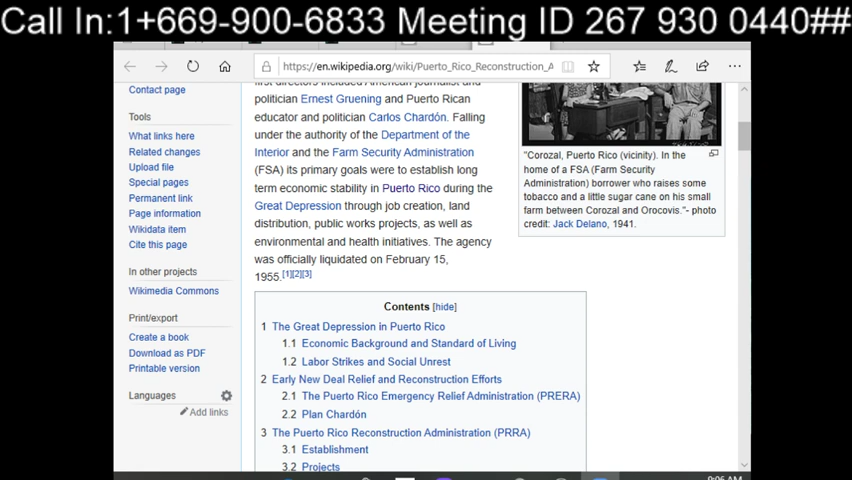 Call In:1+669-900-6833 Meeting ID 267 930 0440##
https://en.wikipedia.org/wiki/Puerto_Rico_Reconstruction_A
Contact page
Tools
What links here
Related changes
Upload file
Special pages
Permanent link
Page information
Wikidata item
Cite this page
In other projects
Wikimedia Commons
Print/export
Create a book
Download as PDF
Printable version
Languages
Add links
first directors included American journalist and
politician Ernest Gruening and Puerto Rican
educator and politician Carlos Chardón. Falling
under the authority of the Department of the
Interior and the Farm Security Administration
(FSA) its primary goals were to establish long
term economic stability in Puerto Rico during the
Great Depression through job creation, land
distribution, public works projects, as well as
environmental and health initiatives. The agency
was officially liquidated on February 15,
1955.[1][2][3]
"Corozal, Puerto Rico (vicinity). In the
home of a FSA (Farm Security
Administration) borrower who raises some
tobacco and a little sugar cane on his small
farm between Corozal and Orocovis."- photo
credit: Jack Delano, 1941.
Contents [hide]
1 The Great Depression in Puerto Rico
1.1 Economic Background and Standard of Living
1.2 Labor Strikes and Social Unrest
2 Early New Deal Relief and Reconstruction Efforts
2.1 The Puerto Rico Emergency Relief Administration (PRERA)
2.2 Plan Chardón
3 The Puerto Rico Reconstruction Administration (PRRA)
3.1 Establishment
3.2 Projects
9:06 AM